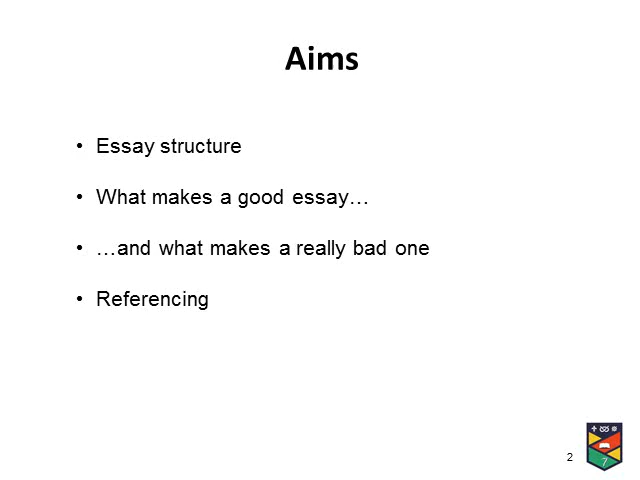 Aims
• Essay structure
• What makes a good essay…
• …and what makes a really bad one
• Referencing
2